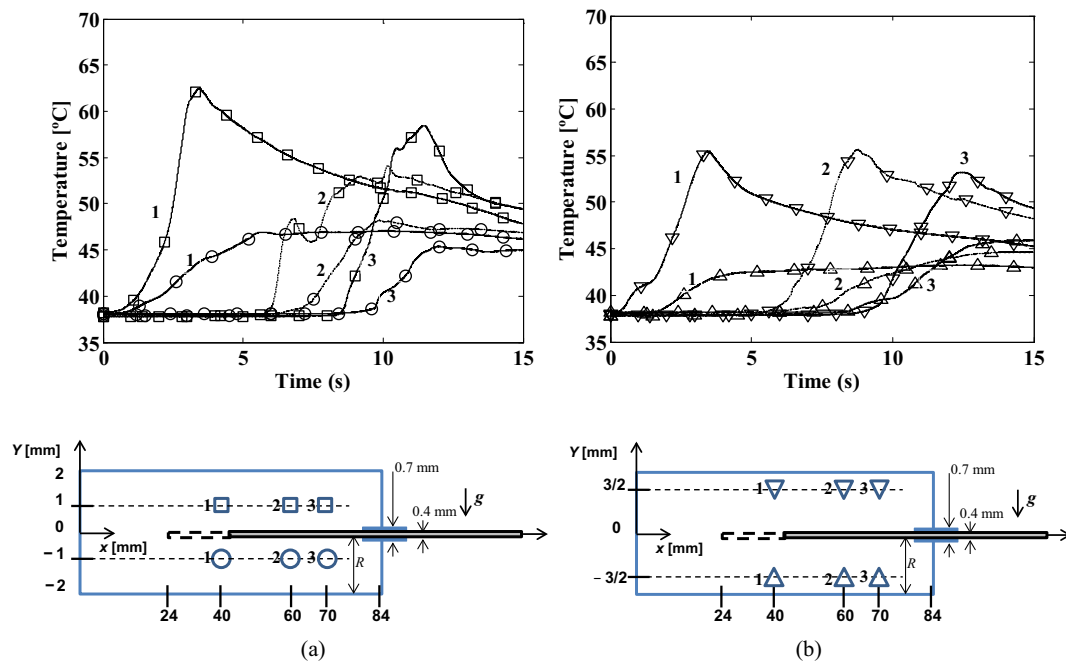 70
65
60
55
50
45
40
35
Temperature [ºC]
0 5 10 15
Time (s)
1
1
2
2
3
3
70
65
60
55
50
45
40
35
Temperature [ºC]
0 5 10 15
Time (s)
1
1
2
2
3
3
Y [mm]
2
1
0
−1
−2
x [mm]
1 2 3
1 2 3
0.7 mm
0.4 mm
g
R
24 40 60 70 84
(a)
Y [mm]
3/2
0
− 3/2
x [mm]
1 2 3
1 2 3
0.7 mm
0.4 mm
g
R
24 40 60 70 84
(b)